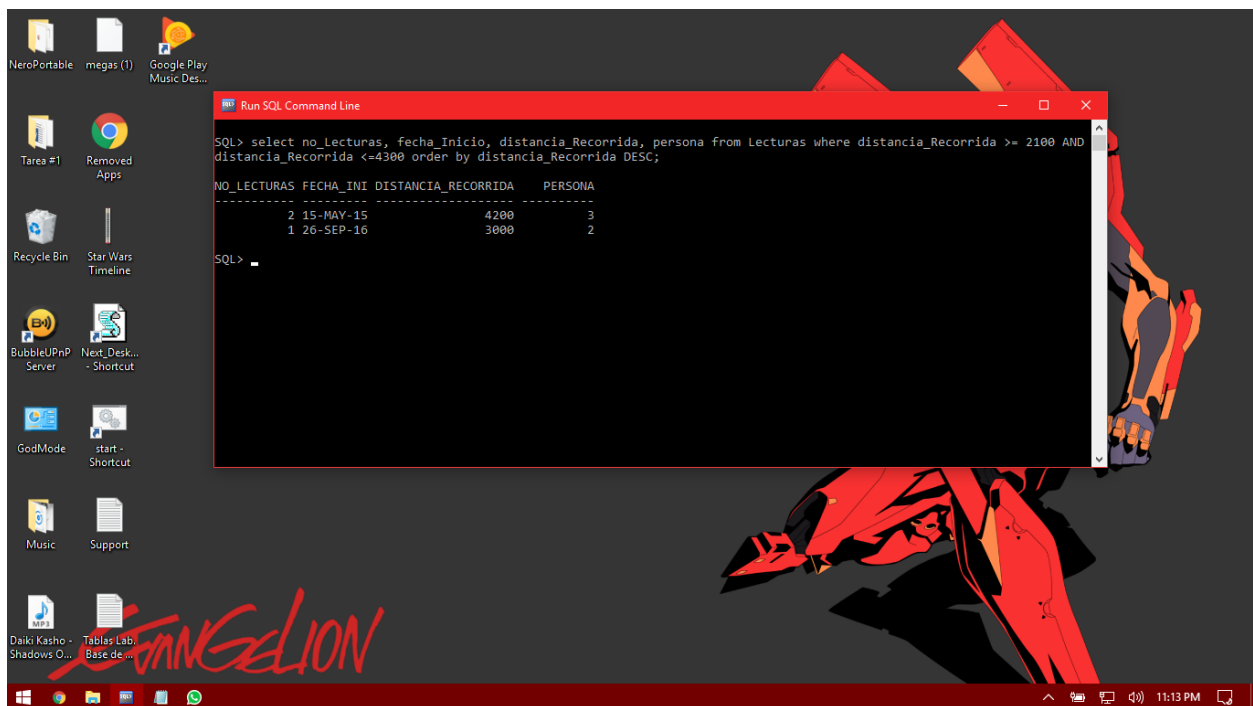 NeroPortable
megas (1)
Google Play
Music Des...
Tarea #1
Removed
Apps
Recycle Bin
Star Wars
Timeline
BubbleUPnP
Server
Next_Desk...
- Shortcut
GodMode
start -
Shortcut
Music
Support
MP3
Daiki Kasho -
Shadows O...
Tablas Lab.
Base de ...
EVANGELION
Run SQL Command Line
SQL> select no_Lecturas, fecha_Inicio, distancia_Recorrida, persona from Lecturas where distancia_Recorrida >= 2100 AND
distancia_Recorrida <=4300 order by distancia_Recorrida DESC;
NO_LECTURAS FECHA_INI DISTANCIA_RECORRIDA    PERSONA
----------- --------- ------------------- ----------
          2 15-MAY-15                4200          3
          1 26-SEP-16                3000          2
SQL>
11:13 PM